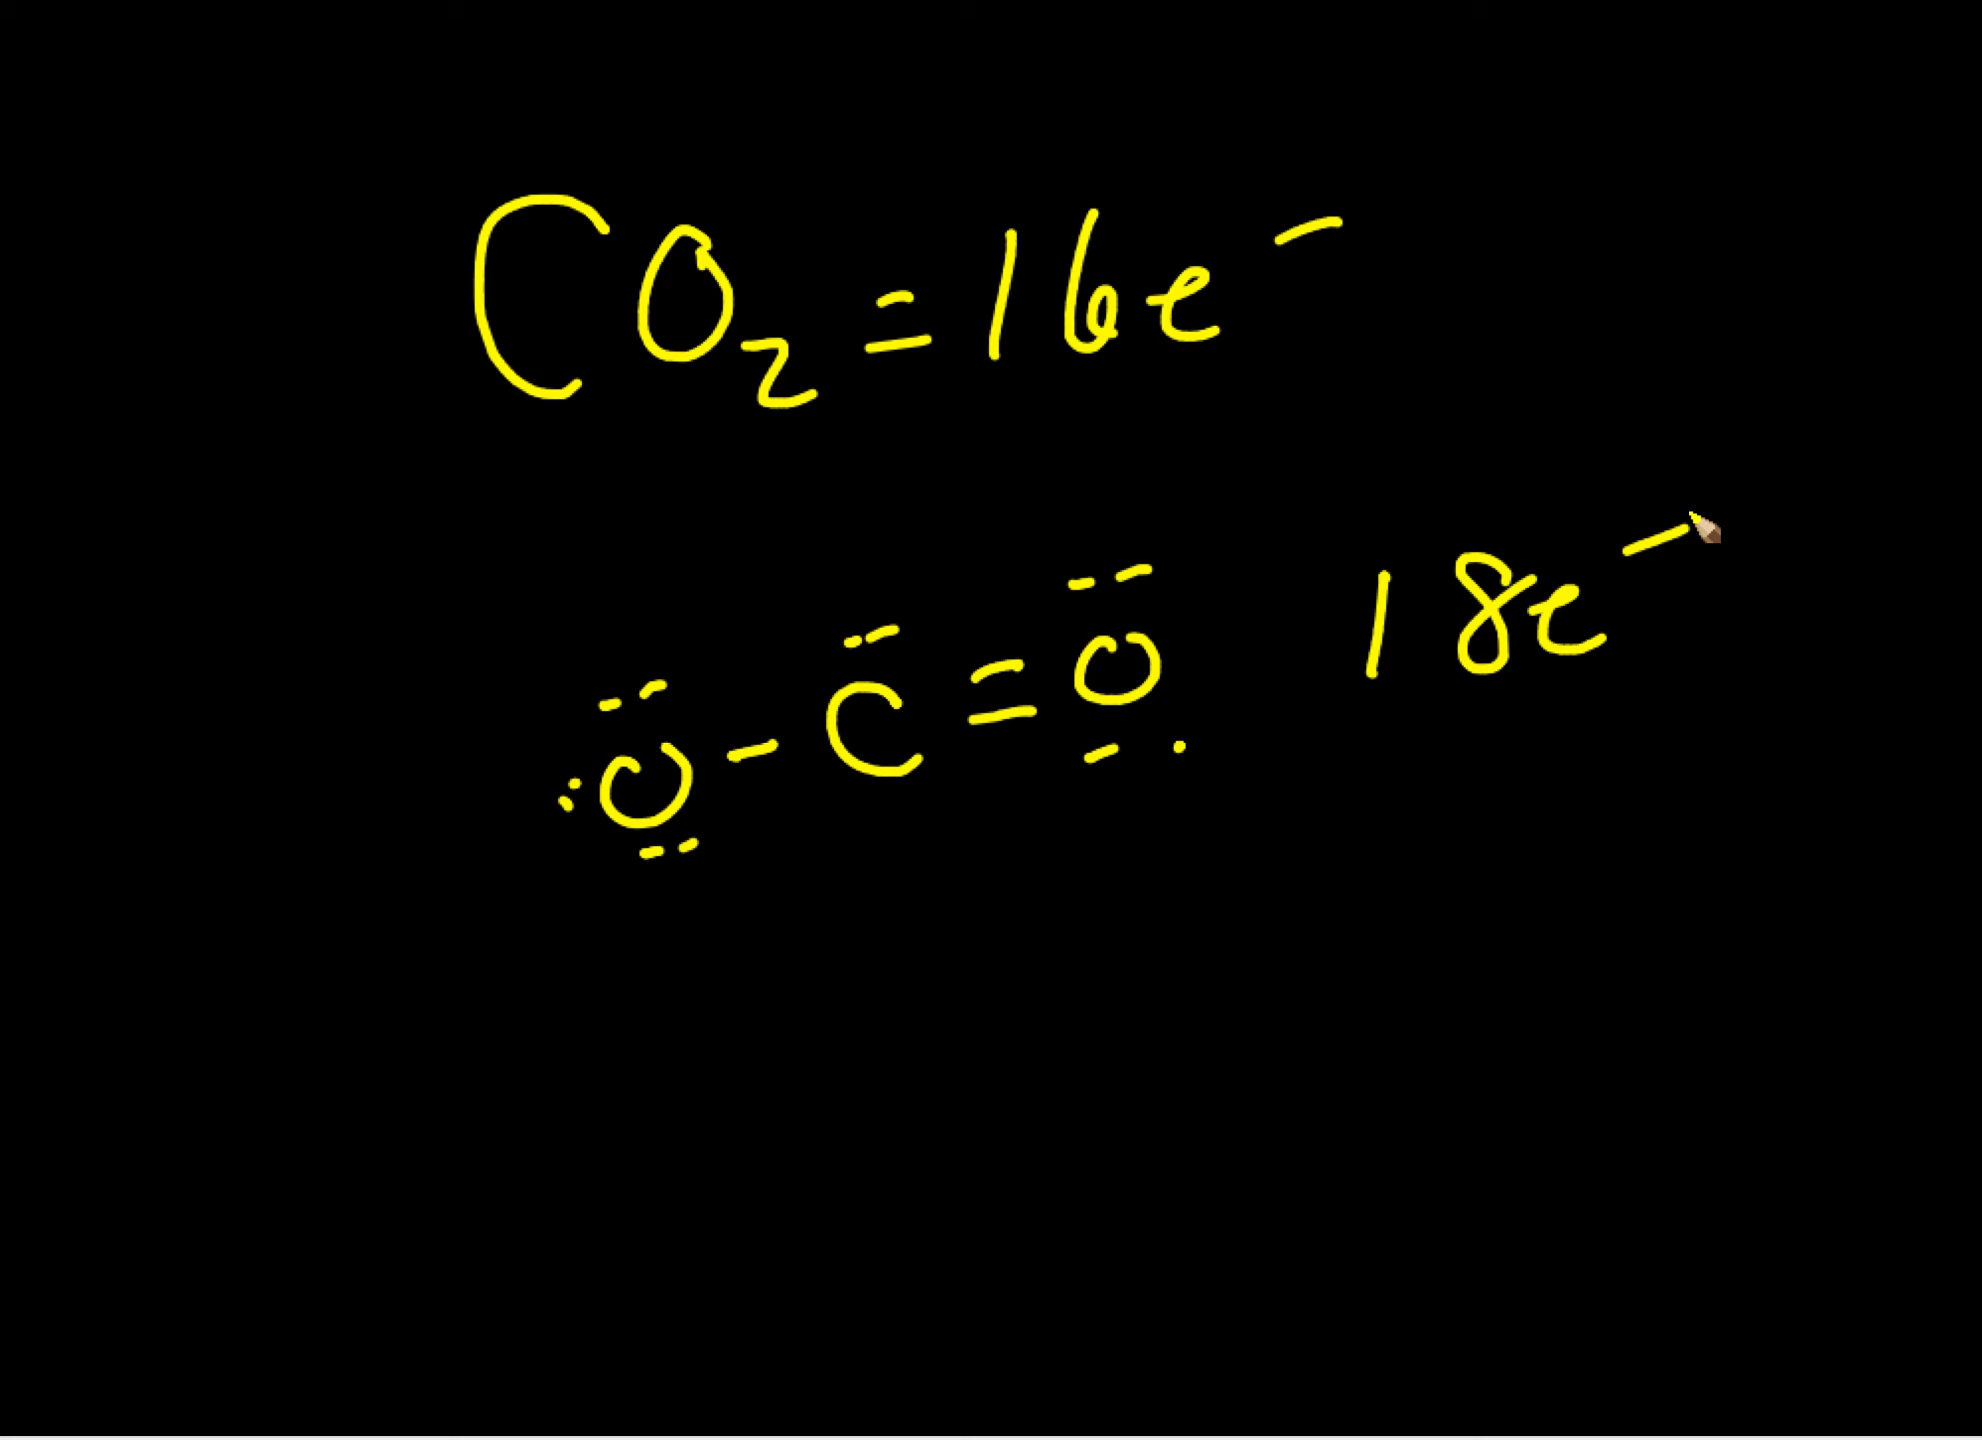 CO₂ = 16e⁻
O - C = O 18e⁻